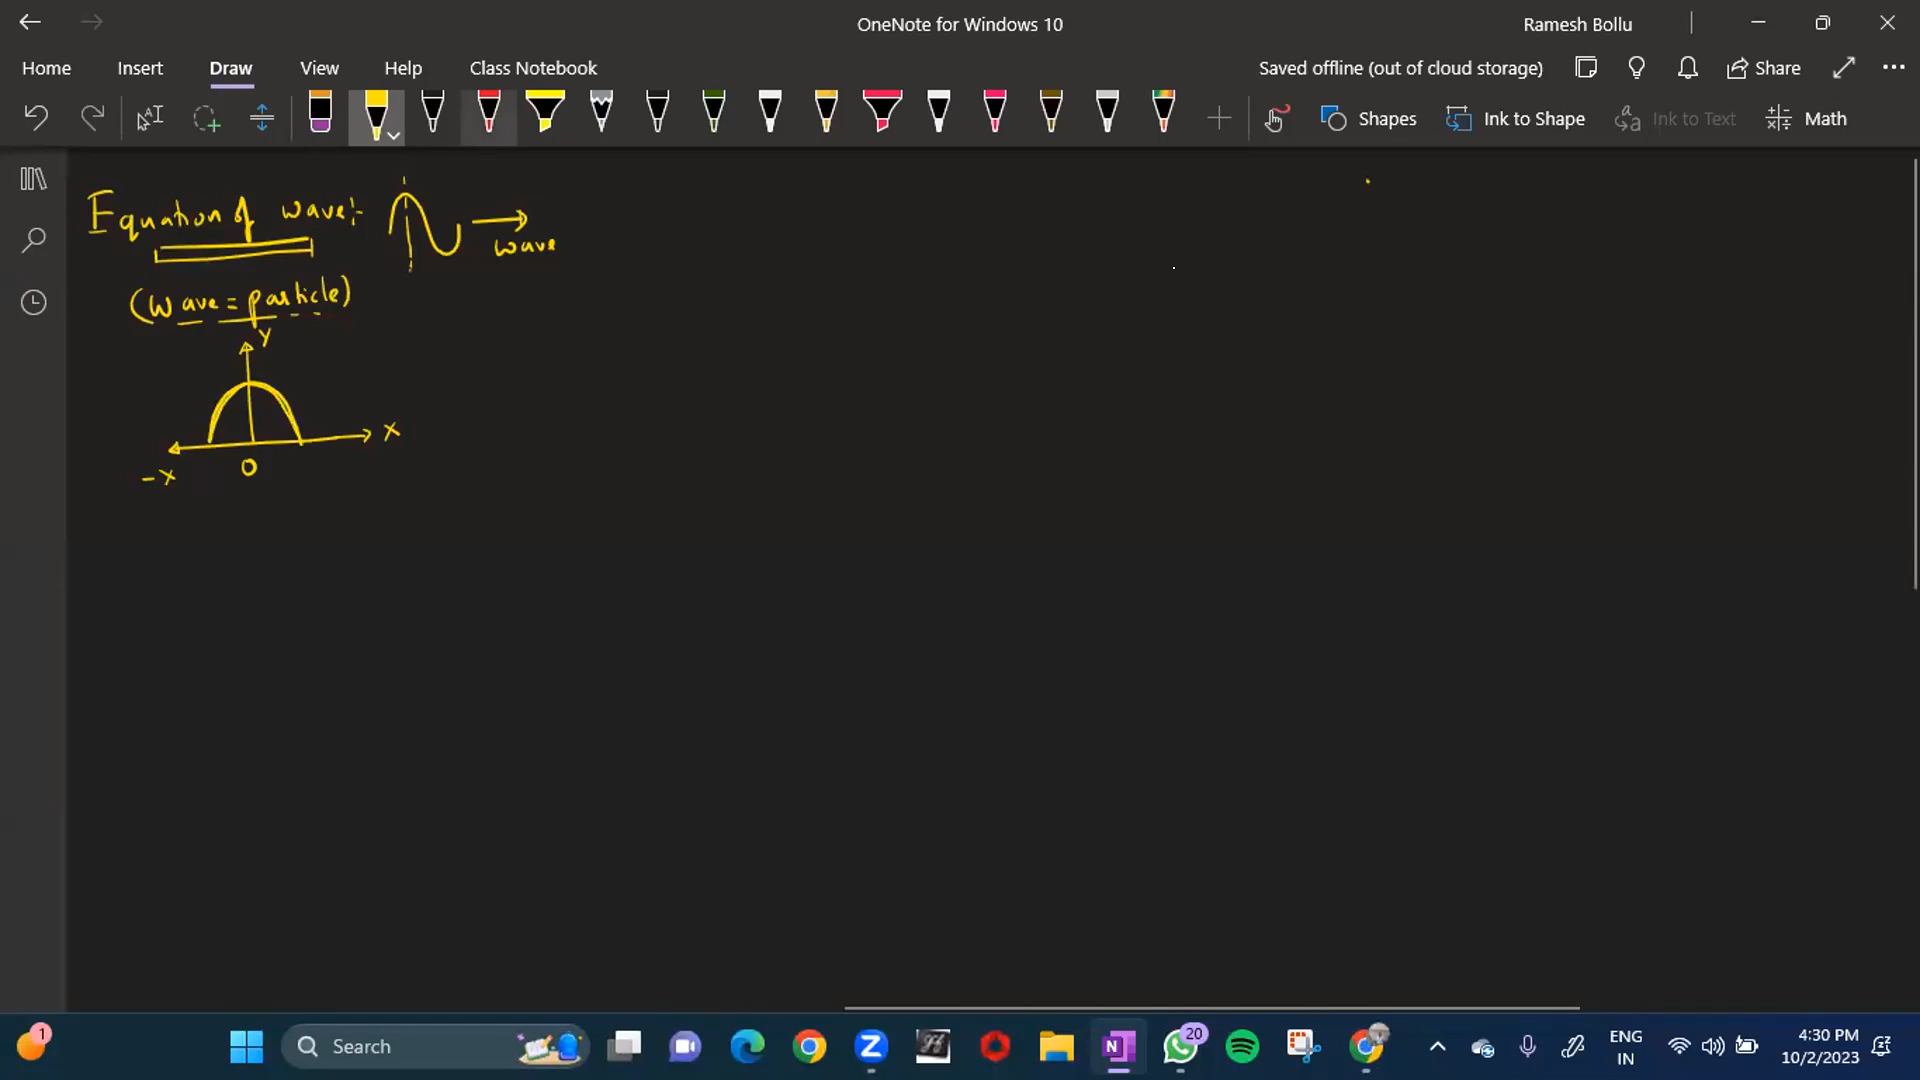 OneNote for Windows 10
Ramesh Bollu
Home Insert Draw View Help Class Notebook
Saved offline (out of cloud storage)
Share
Shapes Ink to Shape Ink to Text Math
Equation of wave:-
wave
(wave = particle)
Y
X
-X
0
1
Search
20
ENG
IN
4:30 PM
10/2/2023